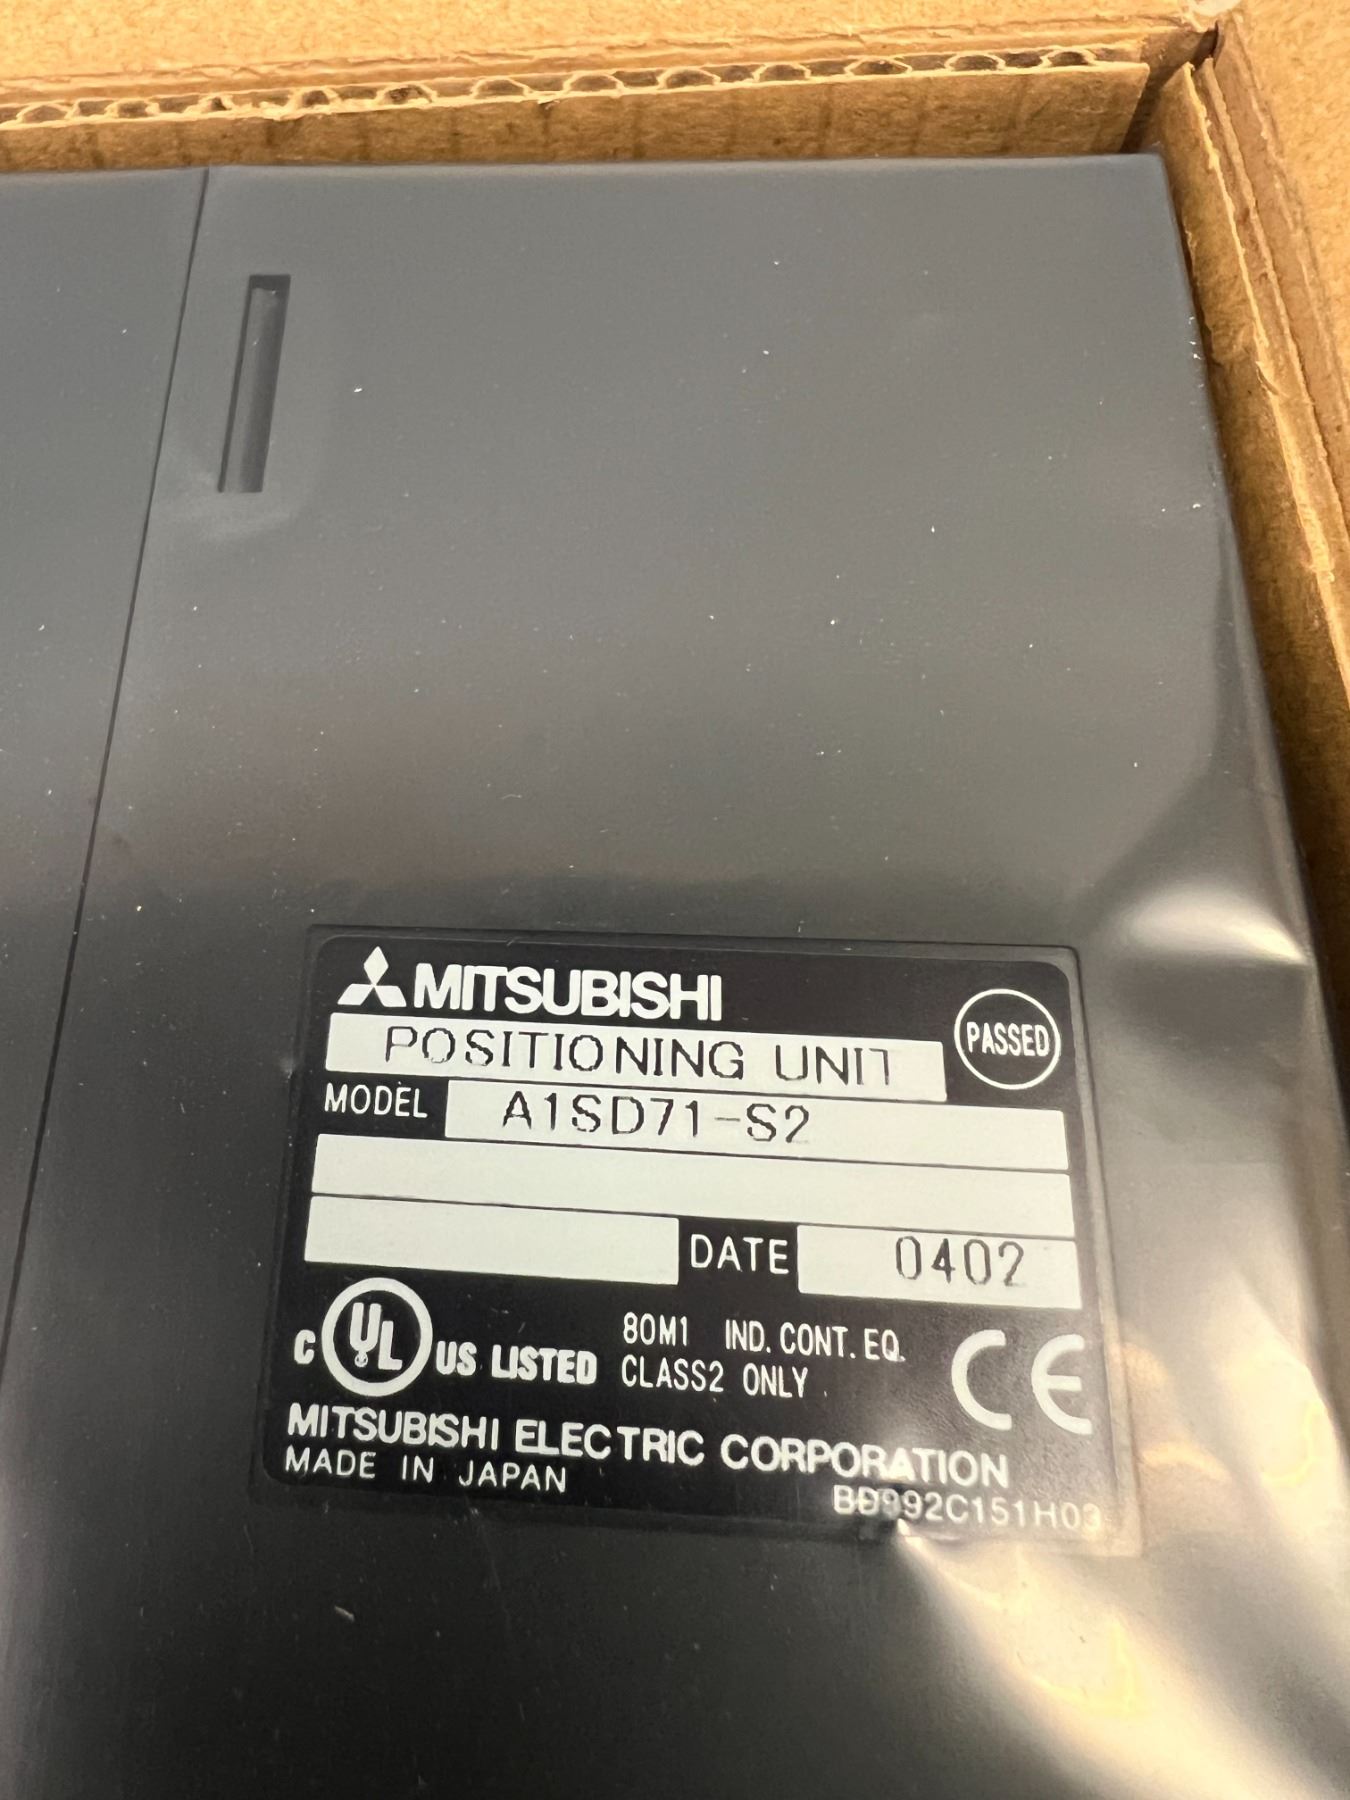 MITSUBISHI
PASSED
POSITIONING UNIT
MODEL A1SD71-S2
DATE 0402
C UL US LISTED 80M1 IND. CONT. EQ.
CLASS2 ONLY
CE
MITSUBISHI ELECTRIC CORPORATION
MADE IN JAPAN
BD992C151H03